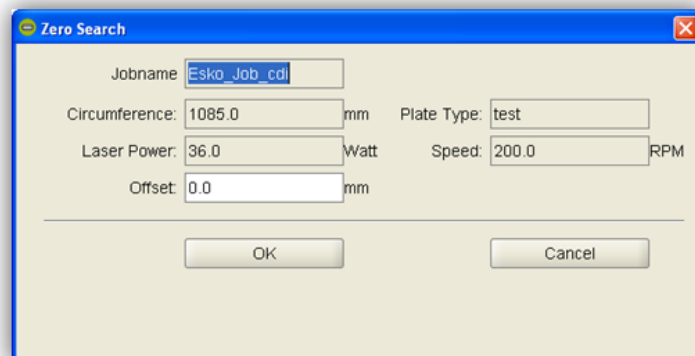 Zero Search
Jobname Esko_Job_cdi
Circumference: 1085.0 mm Plate Type: test
Laser Power: 36.0 Watt Speed: 200.0 RPM
Offset: 0.0 mm
OK Cancel